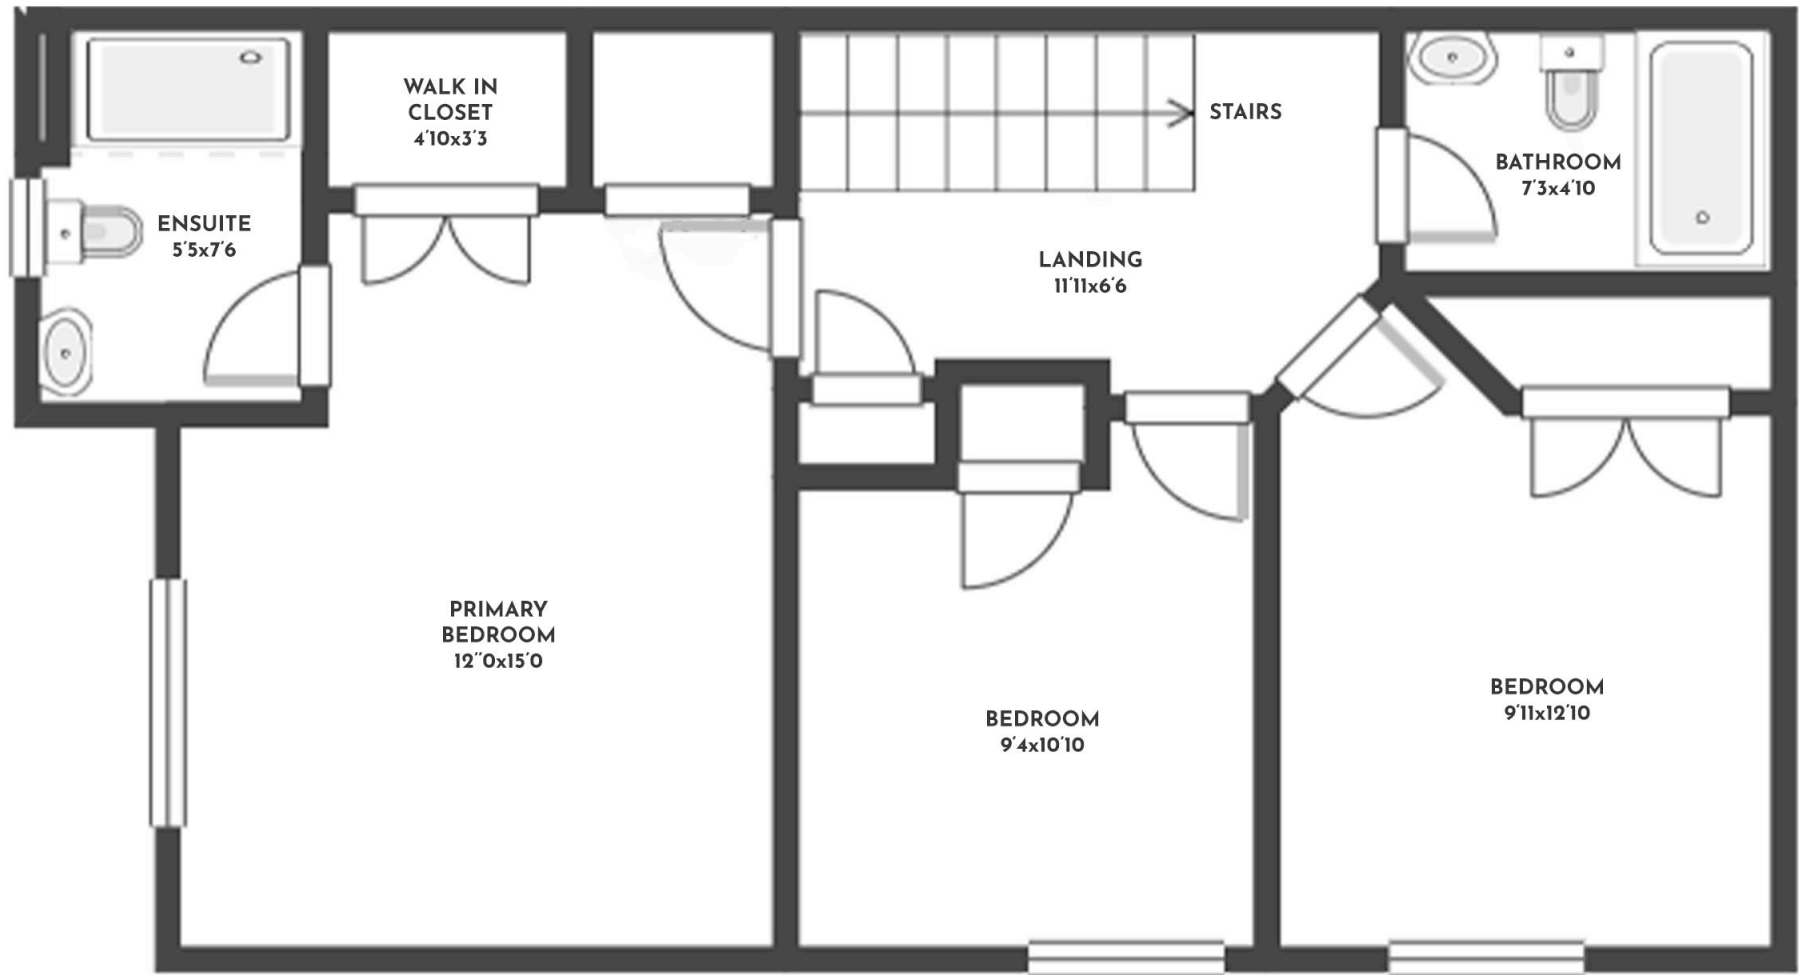 WALK IN
CLOSET
4'10x3'3
STAIRS
BATHROOM
7'3x4'10
ENSUITE
5'5x7'6
LANDING
11'11x6'6
PRIMARY
BEDROOM
12"0x15'0
BEDROOM
9'4x10'10
BEDROOM
9'11x12'10